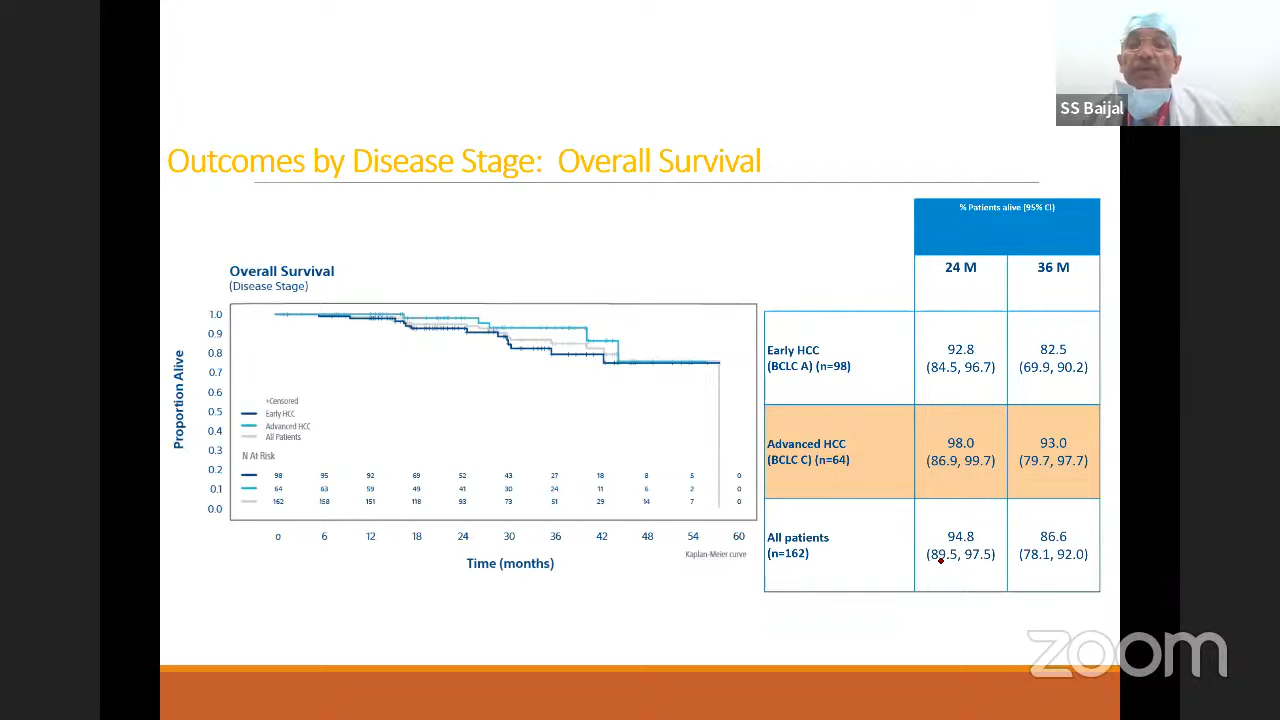 SS Baijal
Outcomes by Disease Stage: Overall Survival
% Patients alive (95% CI)
24 M 36 M
Early HCC
(BCLC A) (n=98)
92.8
(84.5, 96.7)
82.5
(69.9, 90.2)
Advanced HCC
(BCLC C) (n=64)
98.0
(86.9, 99.7)
93.0
(79.7, 97.7)
All patients
(n=162)
94.8
(89.5, 97.5)
86.6
(78.1, 92.0)
Overall Survival
(Disease Stage)
Proportion Alive
1.0
0.9
0.8
0.7
0.6
0.5
0.4
0.3
0.2
0.1
0.0
+Censored
Early HCC
Advanced HCC
All Patients
N At Risk
98 95 92 69 52 43 27 18 8 5 0
64 63 59 49 41 30 24 11 6 2 0
162 158 151 118 93 73 51 29 14 7 0
0 6 12 18 24 30 36 42 48 54 60
Time (months)
Kaplan-Meier curve
zoom